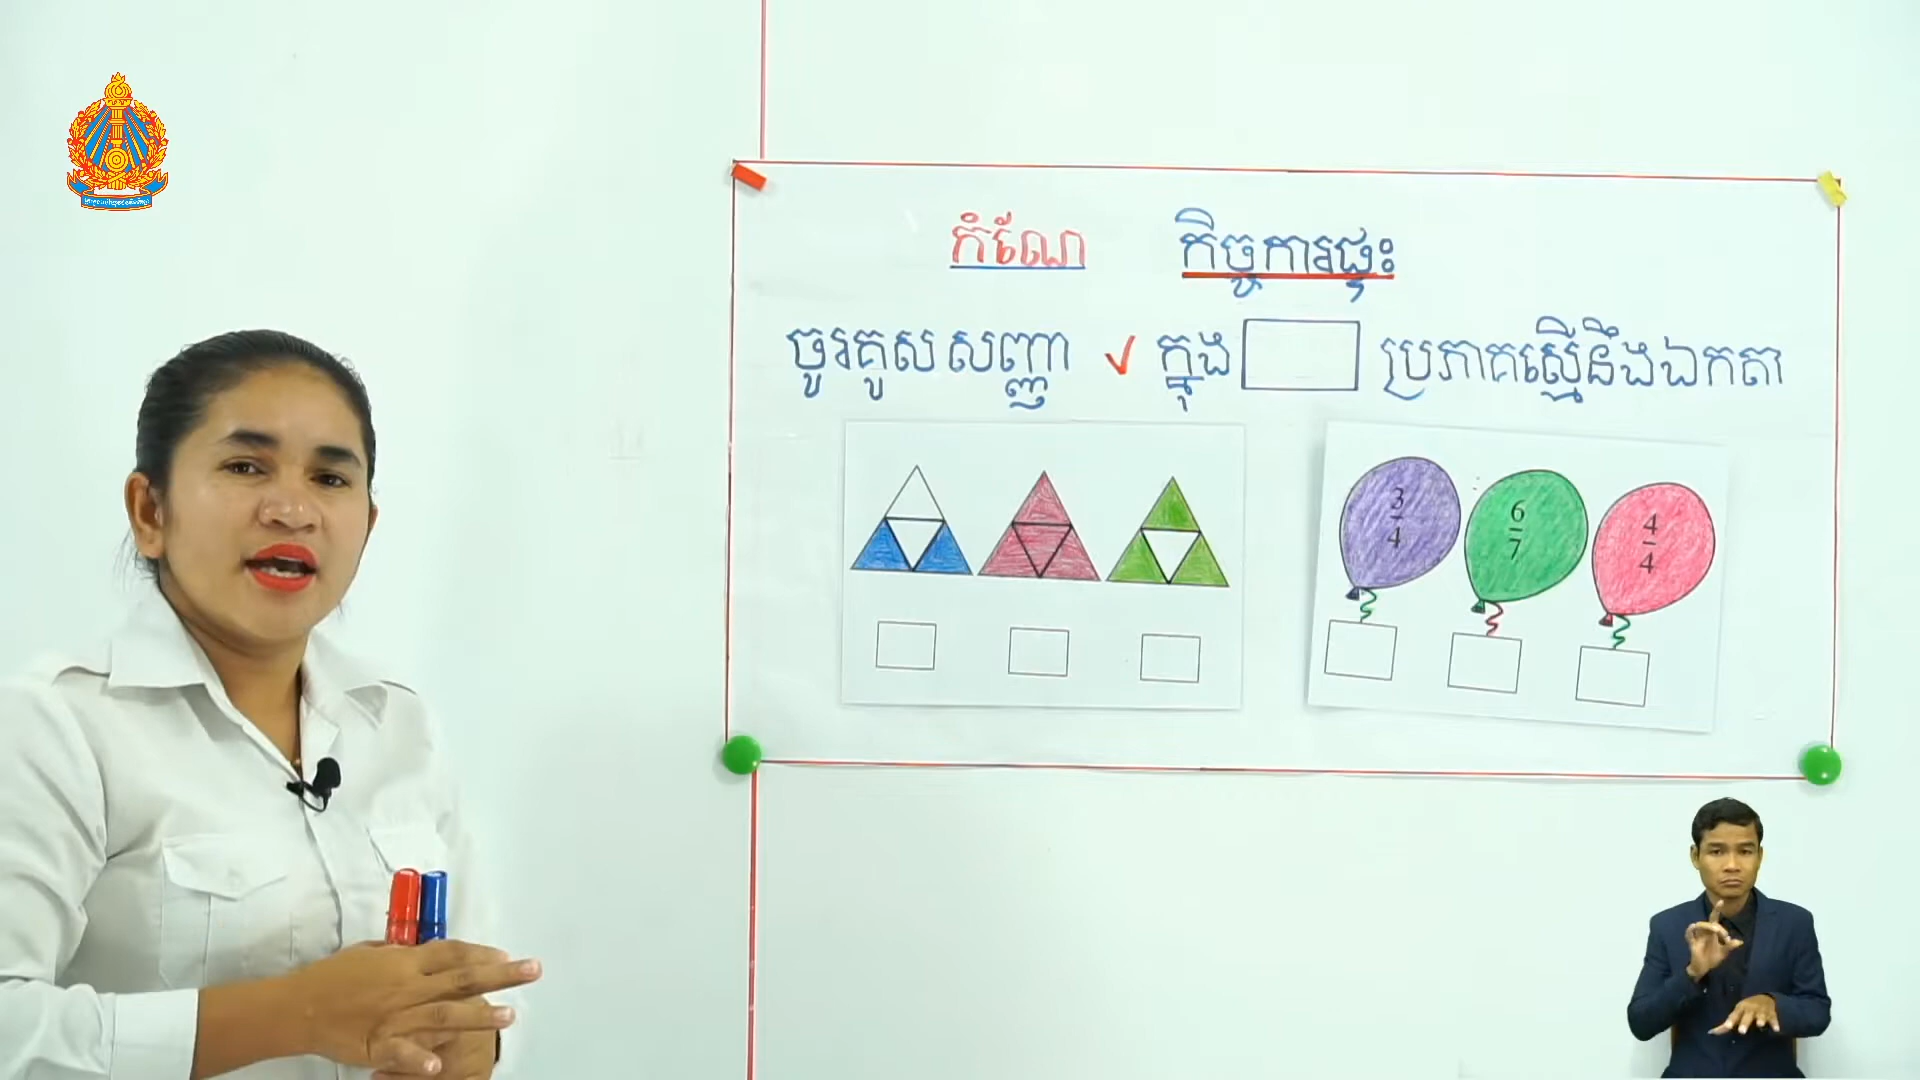 កំណែ កិច្ចការផ្ទះ
ចូរគូសសញ្ញា ✓ ក្នុង ប្រភាគស្មើនឹងឯកតា
3/4 6/7 4/4